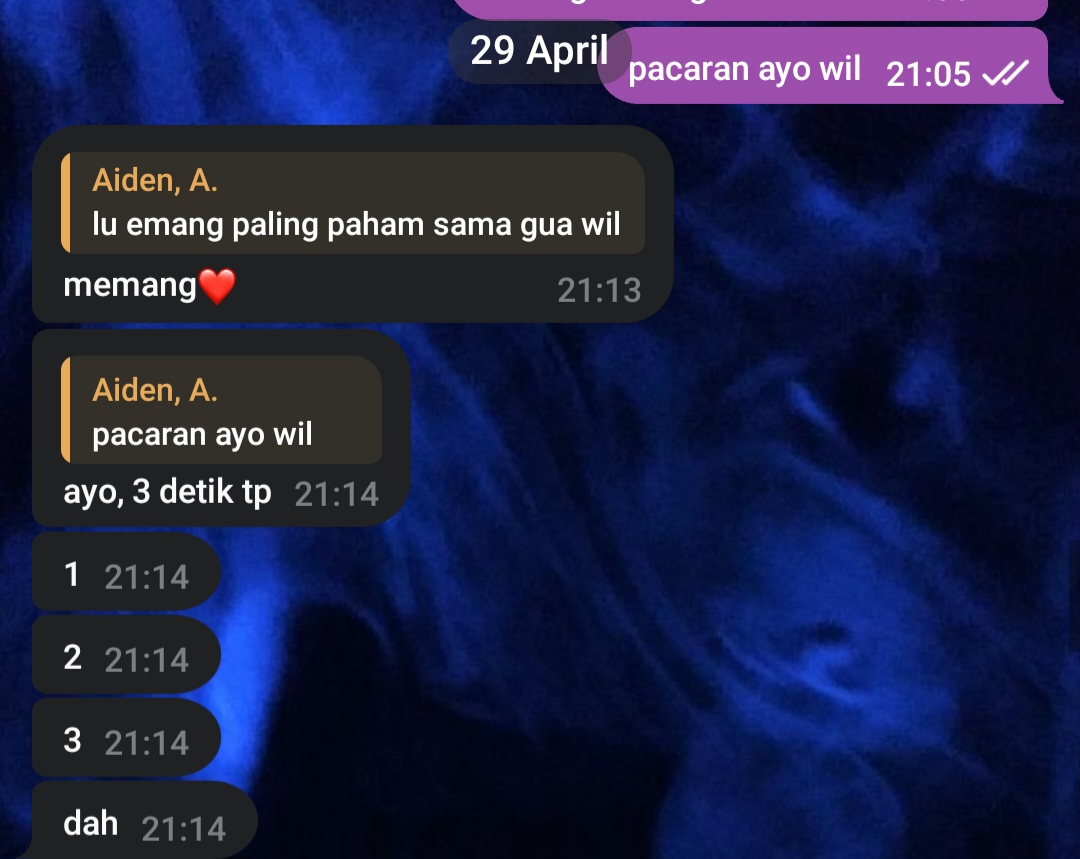 29 April
pacaran ayo wil 21:05
Aiden, A.
lu emang paling paham sama gua wil
memang❤️ 21:13
Aiden, A.
pacaran ayo wil
ayo, 3 detik tp 21:14
1 21:14
2 21:14
3 21:14
dah 21:14